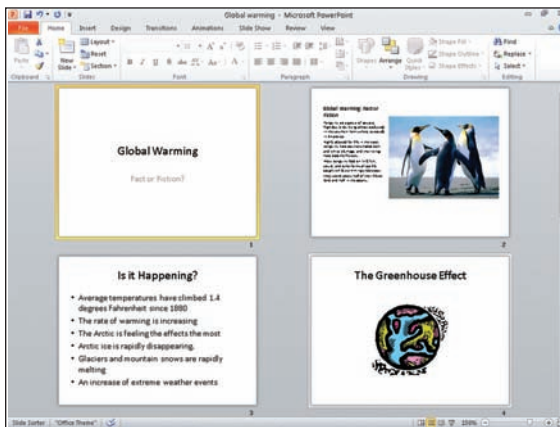 Global warming - Microsoft PowerPoint
File Home Insert Design Transitions Animations Slide Show Review View
Paste
New
Slide
Layout
Reset
Section
Shapes Arrange Quick
Styles
Shape Fill
Shape Outline
Shape Effects
Find
Replace
Select
Clipboard Slides Font Paragraph Drawing Editing
Global Warming
Fact or Fiction?
1
Global Warming: Fact or
Fiction
2
Is it Happening?
• Average temperatures have climbed 1.4
degrees Fahrenheit since 1880
• The rate of warming is increasing
• The Arctic is feeling the effects the most
• Arctic ice is rapidly disappearing.
• Glaciers and mountain snows are rapidly
melting
• An increase of extreme weather events
3
The Greenhouse Effect
4
Slide Sorter "Office Theme" 150%